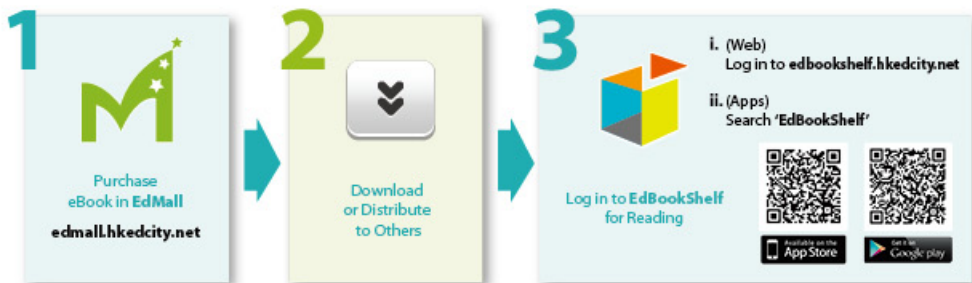 1
Purchase
eBook in EdMall
edmall.hkedcity.net
2
Download
or Distribute
to Others
3
Log in to EdBookShelf
for Reading
i. (Web)
Log in to edbookshelf.hkedcity.net
ii. (Apps)
Search ‘EdBookShelf’
Available on the
App Store
Get it on
Google play